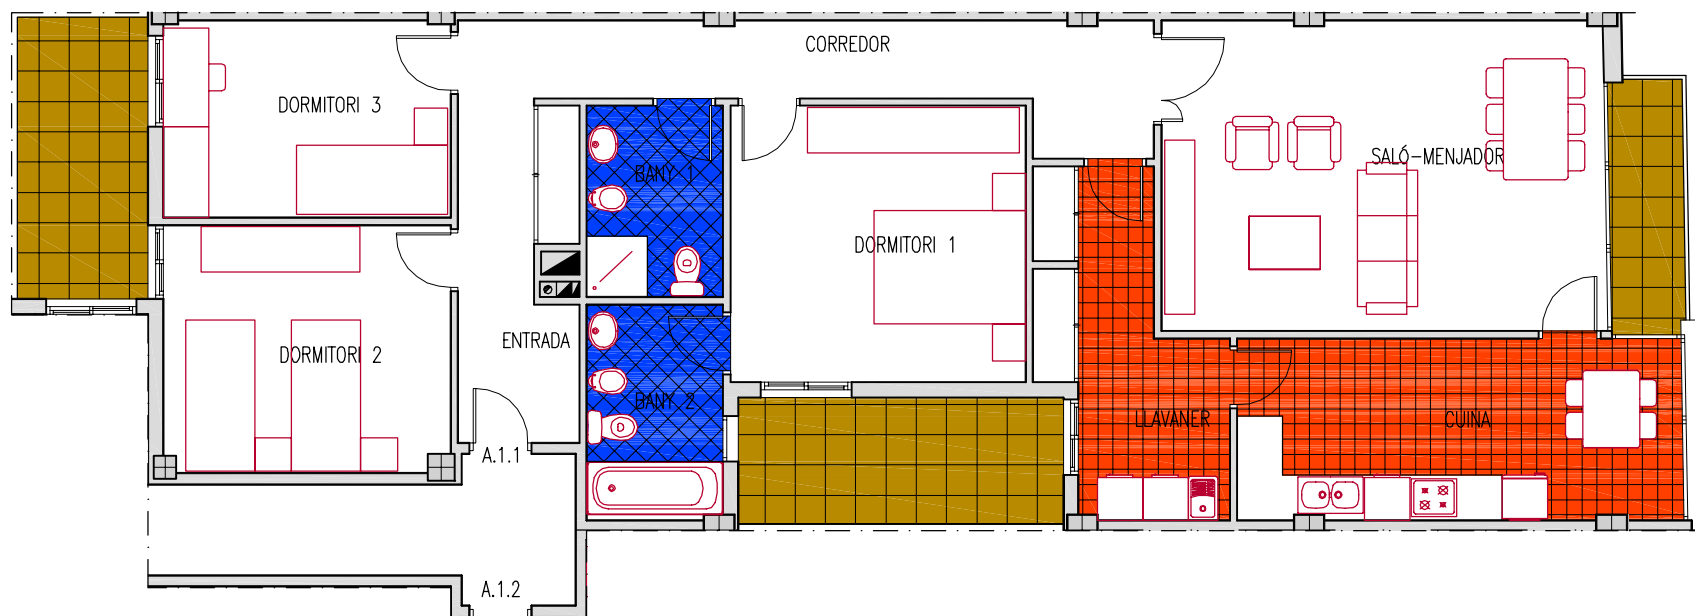 CORREDOR
DORMITORI 3
SALÓ-MENJADOR
BANY 1
DORMITORI 1
ENTRADA
DORMITORI 2
BANY 2
LLAVANER
CUINA
A.1.1
A.1.2